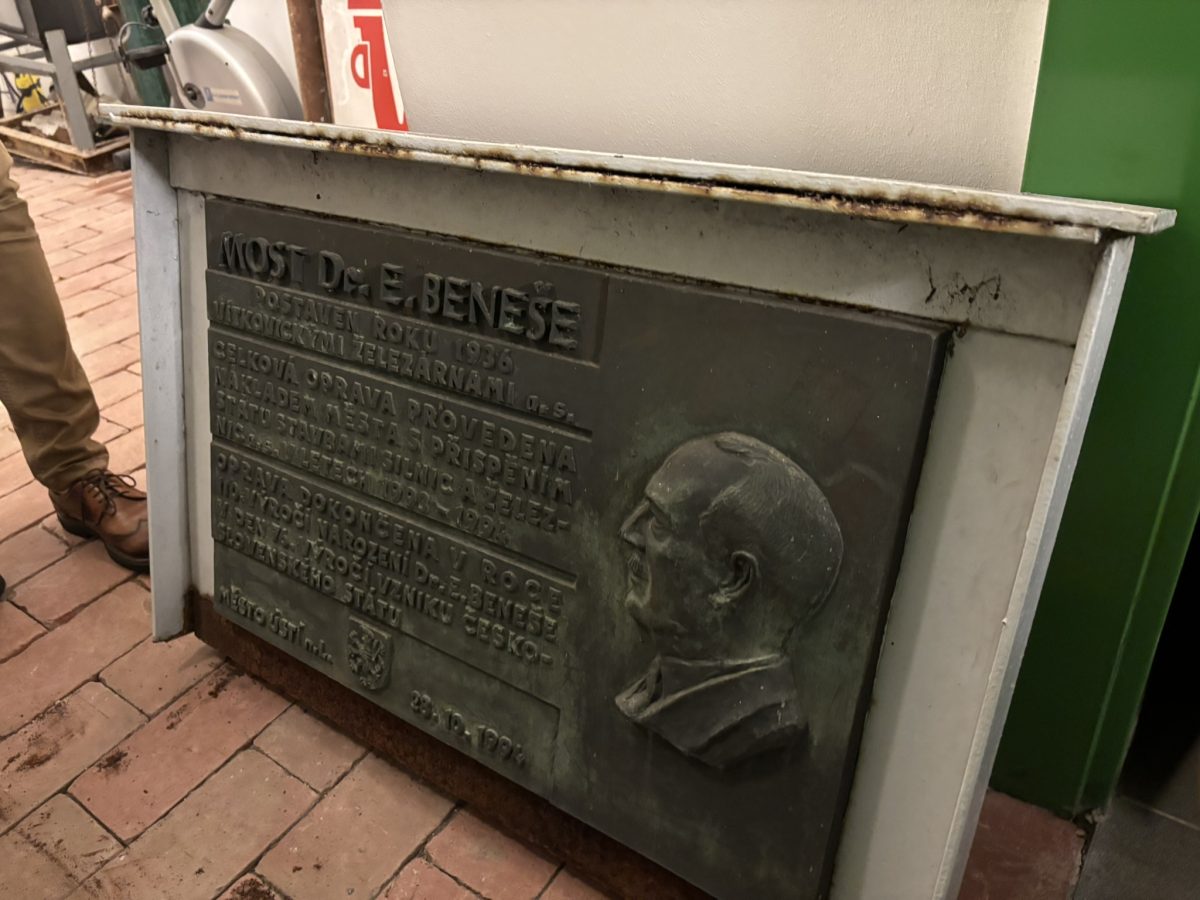 MOST Dr. E. BENEŠE
POSTAVEN ROKU 1936
VÍTKOVICKÝMI ŽELEZÁRNAMI a.s.
CELKOVÁ OPRAVA PROVEDENA
NÁKLADEM MĚSTA S PŘISPĚNÍM
STÁTU STAVBAMI SILNIC A ŽELEZ-
NIC a.s. V LETECH 1992 - 1994
OPRAVA DOKONČENA V ROCE
110. VÝROČÍ NAROZENÍ Dr. E. BENEŠE
V DEN 76. VÝROČÍ VZNIKU ČESKO-
SLOVENSKÉHO STÁTU
MĚSTO ÚSTÍ n.L.
28. 10. 1994